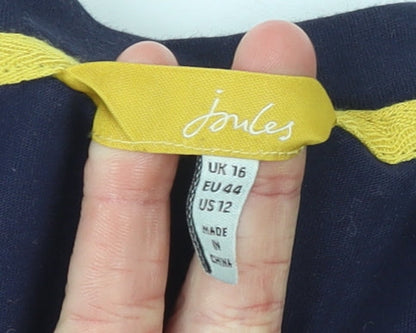 joules
UK 16
EU 44
US 12
MADE
IN
CHINA